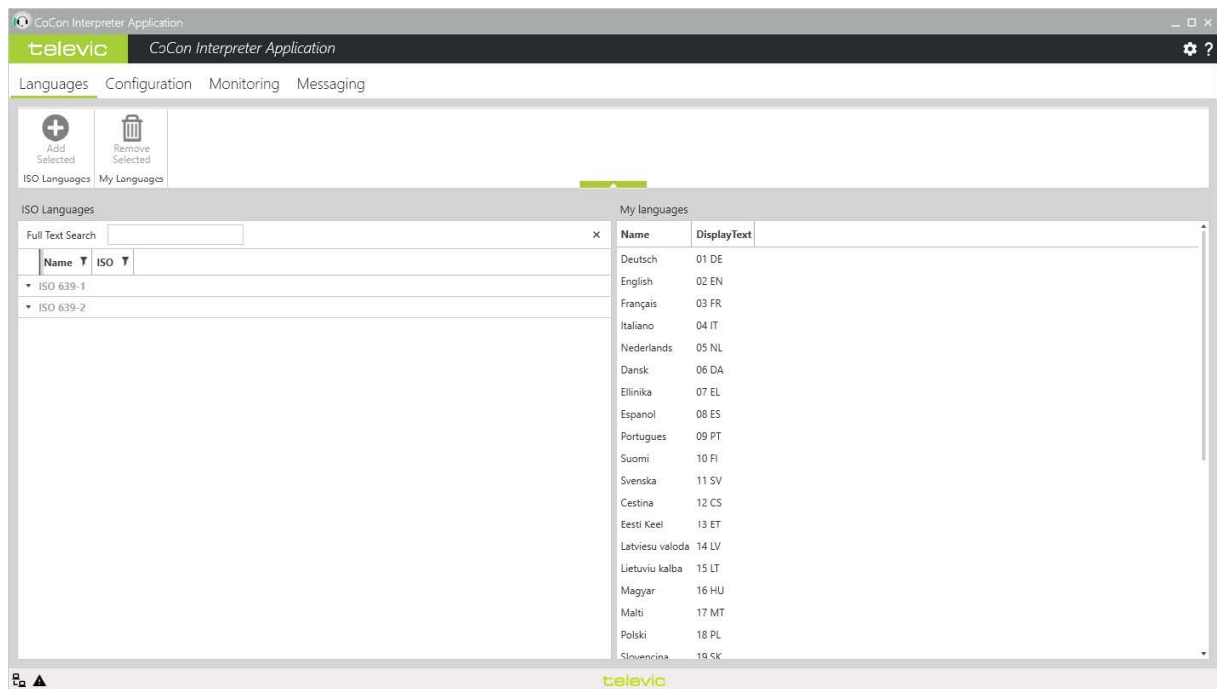 CoCon Interpreter Application
televic CoCon Interpreter Application ?
Languages Configuration Monitoring Messaging
Add Selected
Remove Selected
ISO Languages My Languages
ISO Languages
Full Text Search
Name ISO
ISO 639-1
ISO 639-2
My languages
Name DisplayText
Deutsch 01 DE
English 02 EN
Français 03 FR
Italiano 04 IT
Nederlands 05 NL
Dansk 06 DA
Ellinika 07 EL
Espanol 08 ES
Portugues 09 PT
Suomi 10 FI
Svenska 11 SV
Cestina 12 CS
Eesti Keel 13 ET
Latviesu valoda 14 LV
Lietuviu kalba 15 LT
Magyar 16 HU
Malti 17 MT
Polski 18 PL
Slovencina 19 SK
televic